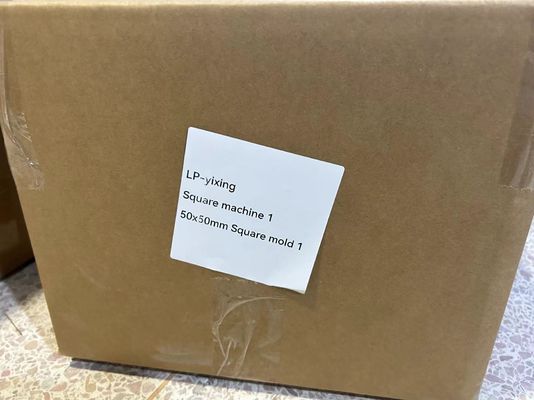 LP-yixing
Square machine 1
50x50mm Square mold 1